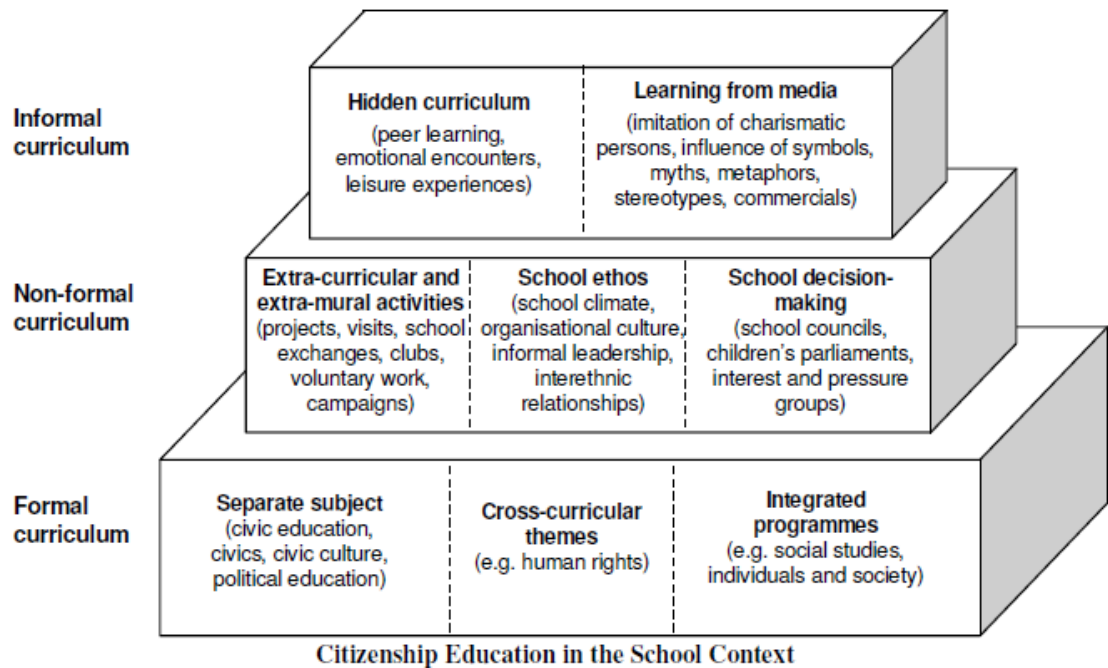 Informal
curriculum
Hidden curriculum
(peer learning,
emotional encounters,
leisure experiences)
Learning from media
(imitation of charismatic
persons, influence of symbols,
myths, metaphors,
stereotypes, commercials)
Non-formal
curriculum
Extra-curricular and
extra-mural activities
(projects, visits, school
exchanges, clubs,
voluntary work,
campaigns)
School ethos
(school climate,
organisational culture,
informal leadership,
interethnic
relationships)
School decision-
making
(school councils,
children's parliaments,
interest and pressure
groups)
Formal
curriculum
Separate subject
(civic education,
civics, civic culture,
political education)
Cross-curricular
themes
(e.g. human rights)
Integrated
programmes
(e.g. social studies,
individuals and society)
Citizenship Education in the School Context